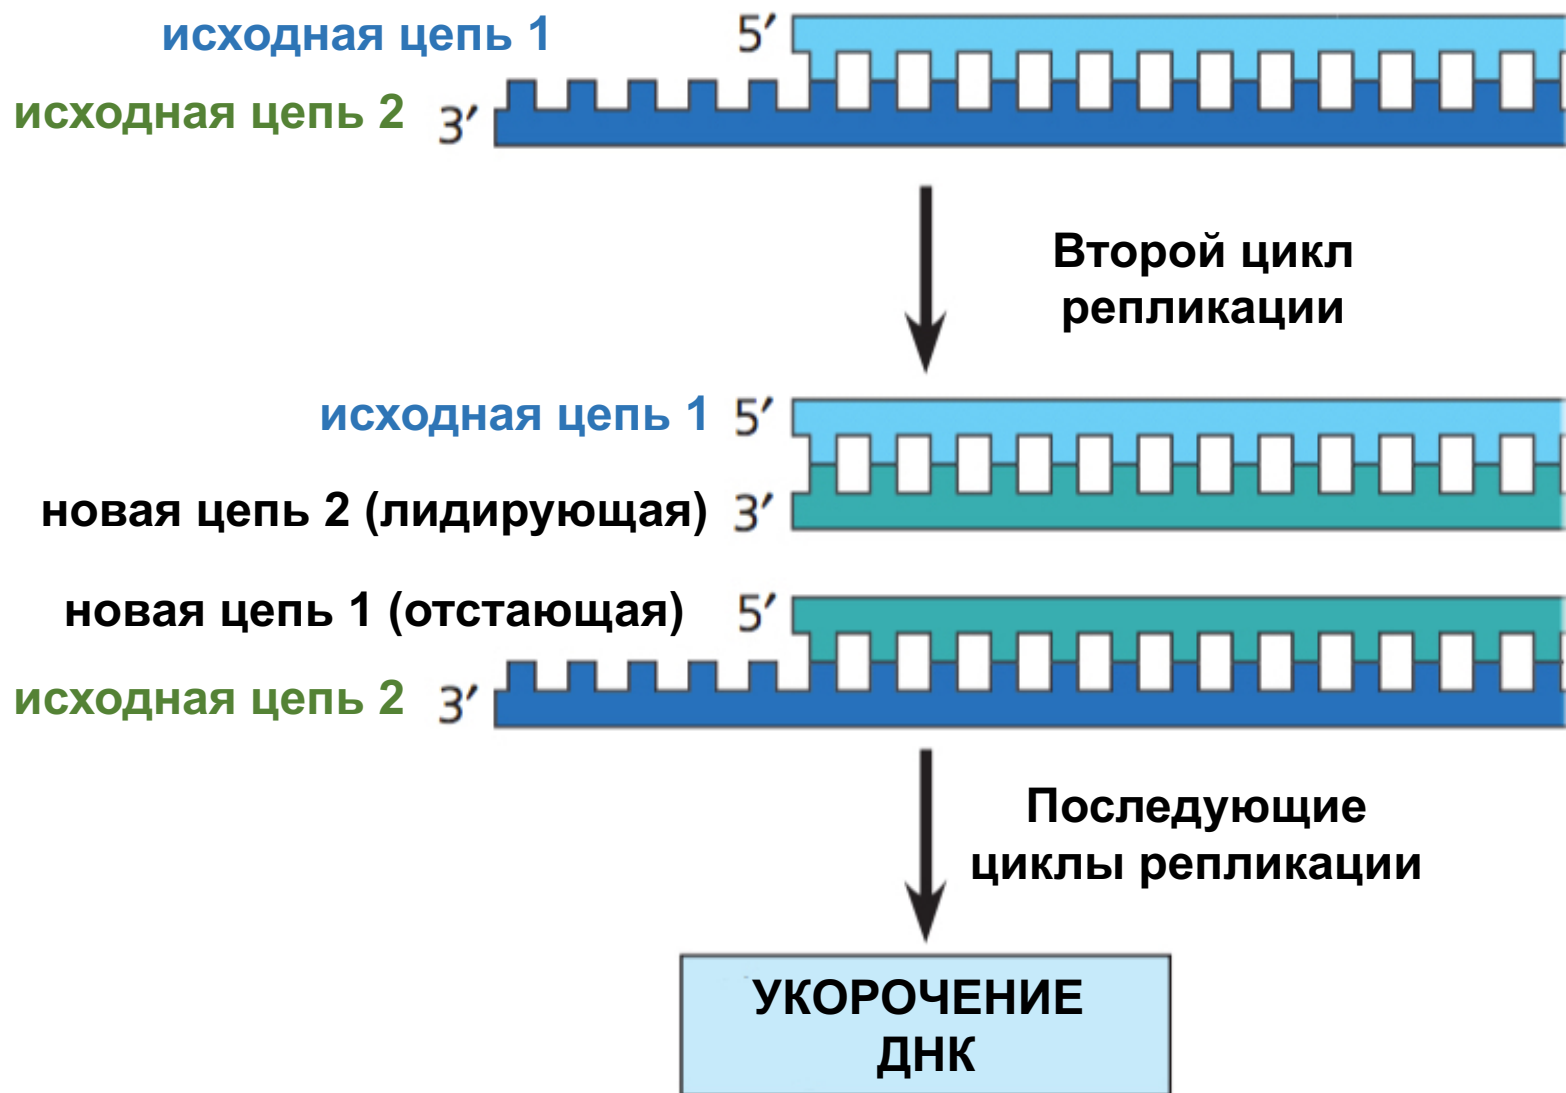 исходная цепь 1 5′
исходная цепь 2 3′
Второй цикл
репликации
исходная цепь 1 5′
новая цепь 2 (лидирующая) 3′
новая цепь 1 (отстающая) 5′
исходная цепь 2 3′
Последующие
циклы репликации
УКОРОЧЕНИЕ
ДНК